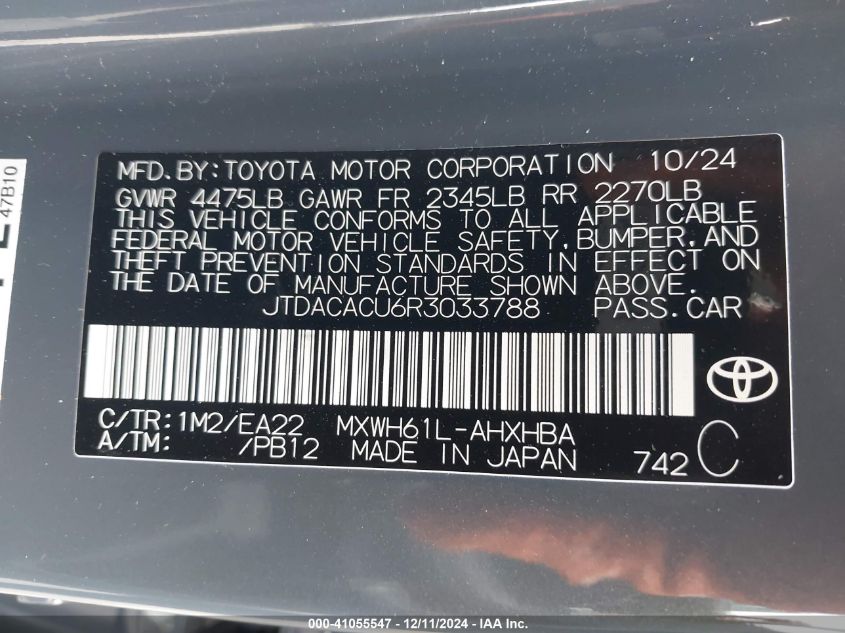 47B10
MFD.BY:TOYOTA MOTOR CORPORATION 10/24
GVWR 4475LB GAWR FR 2345LB RR 2270LB
THIS VEHICLE CONFORMS TO ALL APPLICABLE
FEDERAL MOTOR VEHICLE SAFETY,BUMPER,AND
THEFT PREVENTION STANDARDS IN EFFECT ON
THE DATE OF MANUFACTURE SHOWN ABOVE.
JTDACACU6R3033788 PASS.CAR
C/TR:1M2/EA22 MXWH61L-AHXHBA
A/TM: /PB12 MADE IN JAPAN 742 C
000-41055547 - 12/11/2024 - IAA Inc.